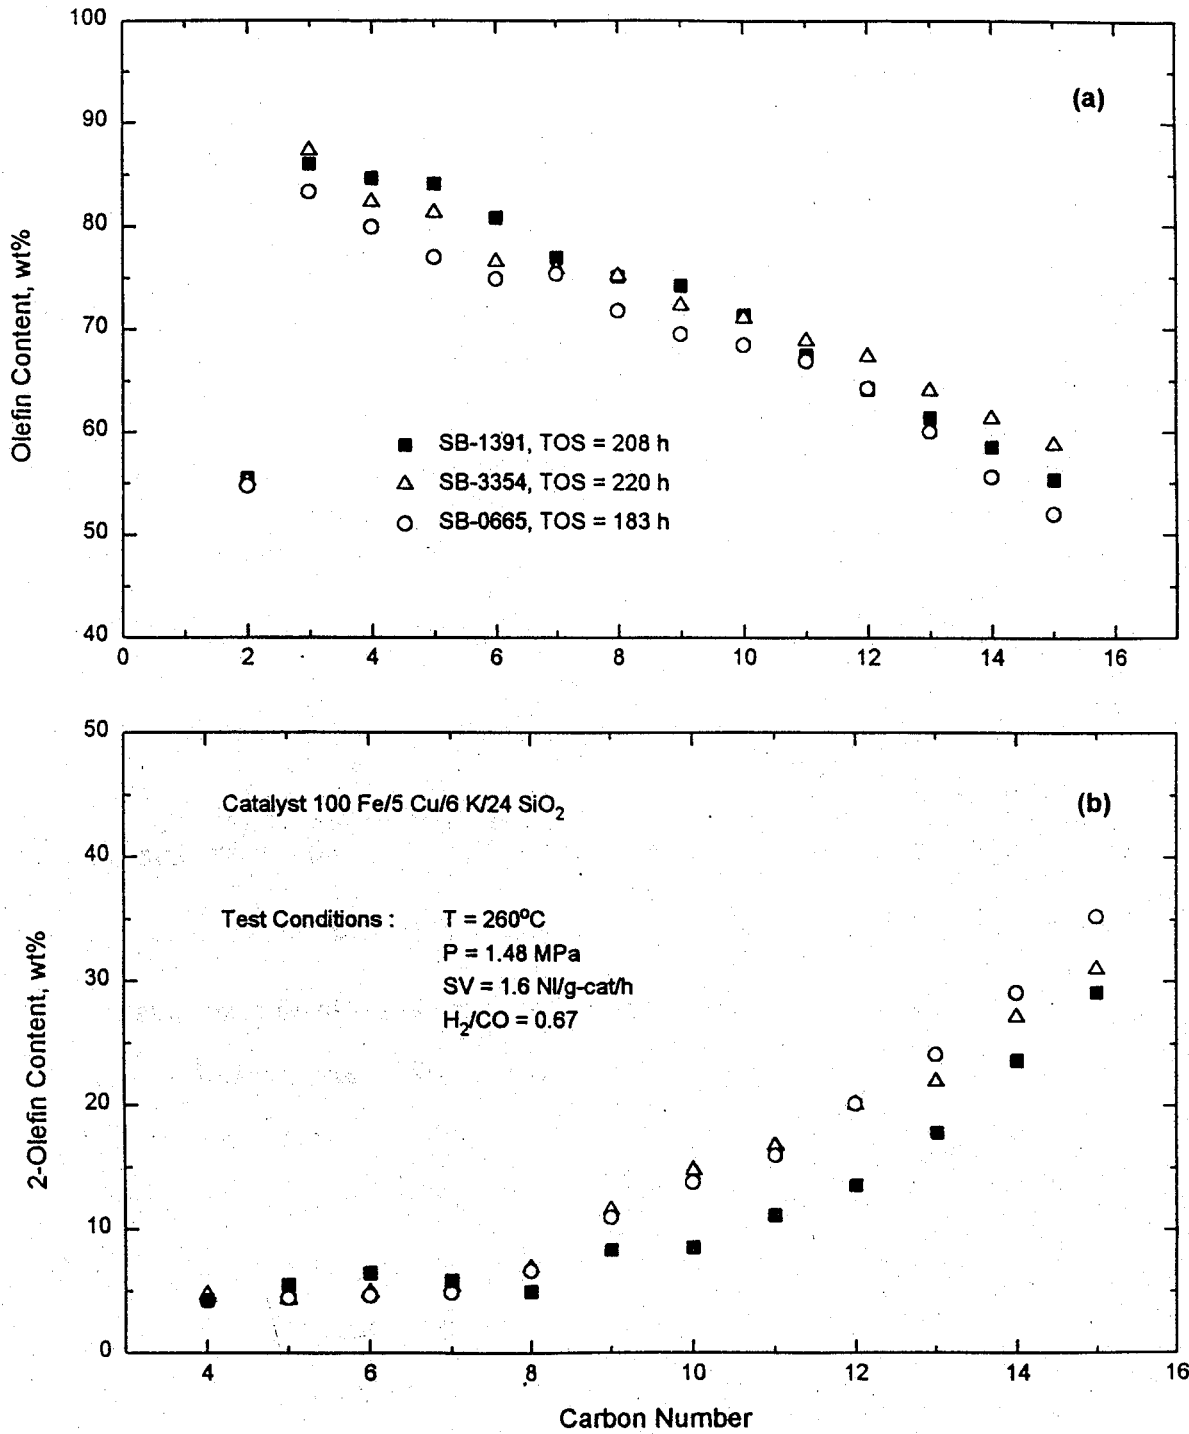 100
90
80
70
60
50
40
Olefin Content, wt%
(a)
■ SB-1391, TOS = 208 h
△ SB-3354, TOS = 220 h
○ SB-0665, TOS = 183 h
0 2 4 6 8 10 12 14 16
50
40
30
20
10
0
2-Olefin Content, wt%
Catalyst 100 Fe/5 Cu/6 K/24 SiO₂
(b)
Test Conditions : T = 260°C
P = 1.48 MPa
SV = 1.6 Nl/g-cat/h
H₂/CO = 0.67
4 6 8 10 12 14 16
Carbon Number